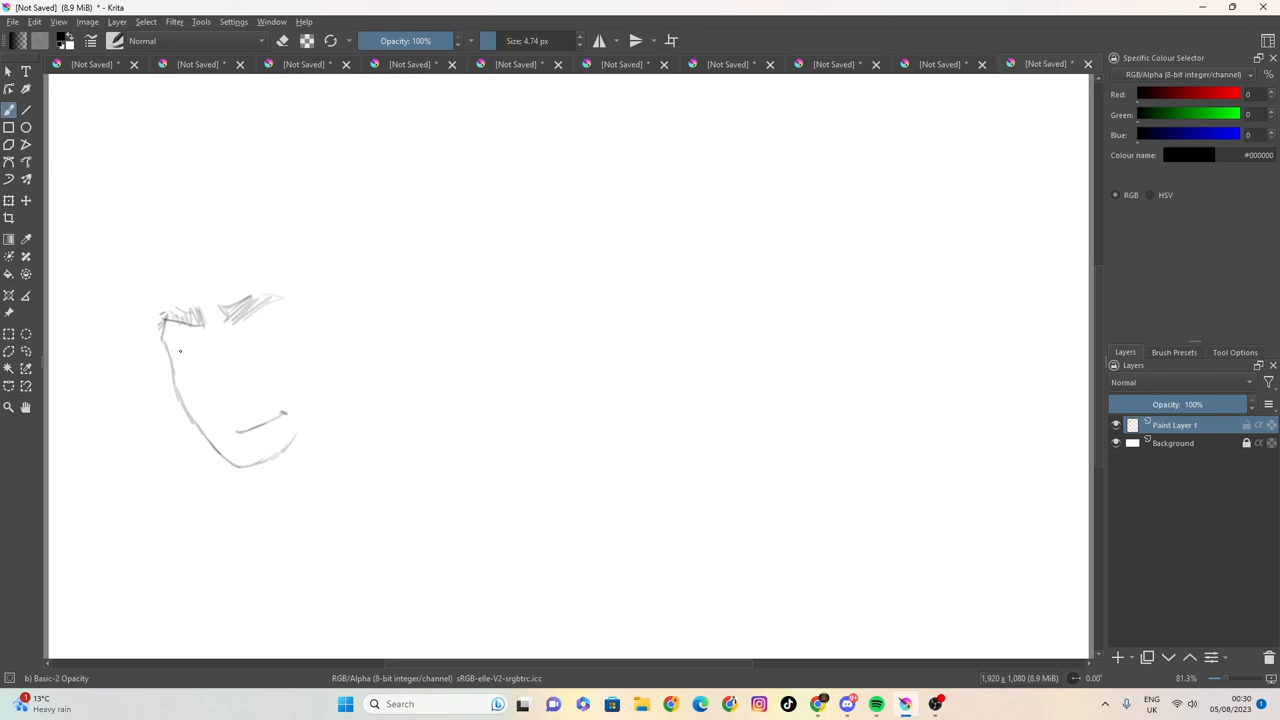 [Not Saved] (8.9 MiB) * - Krita
File Edit View Image Layer Select Filter Tools Settings Window Help
Normal Opacity: 100% Size: 4.74 px
[Not Saved] * [Not Saved] * [Not Saved] * [Not Saved] * [Not Saved] * [Not Saved] * [Not Saved] * [Not Saved] * [Not Saved] * [Not Saved] *
Specific Colour Selector
RGB/Alpha (8-bit integer/channel) %
Red: 0
Green: 0
Blue: 0
Colour name: #000000
RGB HSV
Layers Brush Presets Tool Options
Layers
Normal
Opacity: 100%
Paint Layer 1
Background
b) Basic-2 Opacity RGB/Alpha (8-bit integer/channel) sRGB-elle-V2-srgbtrc.icc 1,920 x 1,080 (8.9 MiB) 0.00° 81.3%
1 13°C
Heavy rain
Search
9+
ENG
UK
00:30
05/08/2023
1